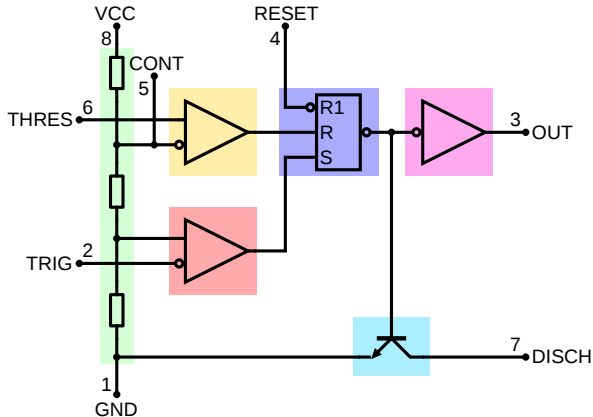 VCC
RESET
8
4
CONT
5
6
THRES
R1
3
R
OUT
S
2
TRIG
7
DISCH
1
GND